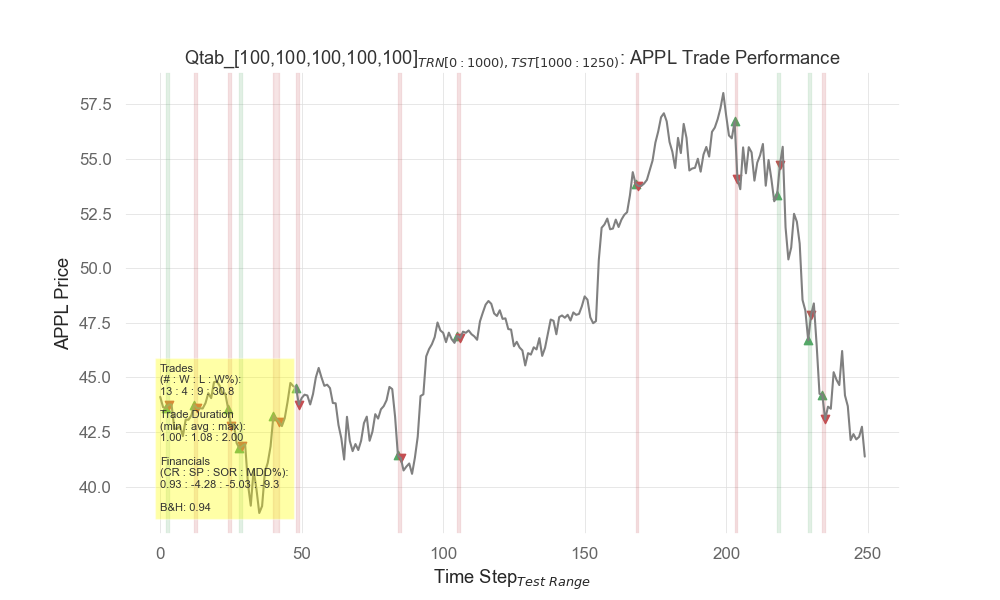 Qtab_[100,100,100,100,100]TRN[0:1000),TST[1000:1250): APPL Trade Performance
57.5
55.0
52.5
50.0
47.5
45.0
42.5
40.0
APPL Price
Trades
(# : W : L : W%):
13 : 4 : 9 : 30.8
Trade Duration
(min : avg : max):
1.00 : 1.08 : 2.00
Financials
(CR : SP : SOR : MDD%):
0.93 : -4.28 : -5.03 : -9.3
B&H: 0.94
0 50 100 150 200 250
Time Step Test Range